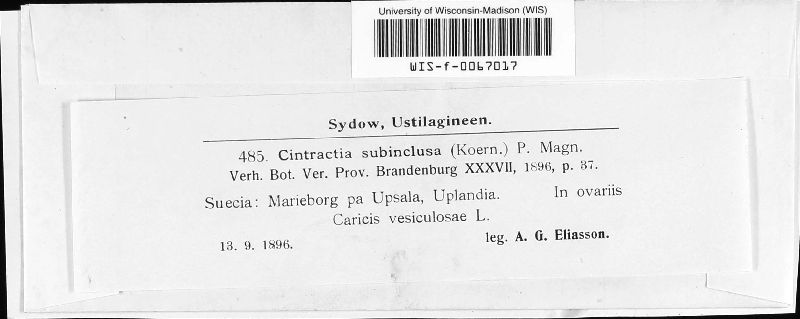 University of Wisconsin-Madison (WIS)
WIS-f-0067017
Sydow, Ustilagineen.
485. Cintractia subinclusa (Koern.) P. Magn.
Verh. Bot. Ver. Prov. Brandenburg XXXVII, 1896, p. 37.
Suecia: Marieborg pa Upsala, Uplandia. In ovariis
Caricis vesiculosae L.
13. 9. 1896. leg. A. G. Eliasson.